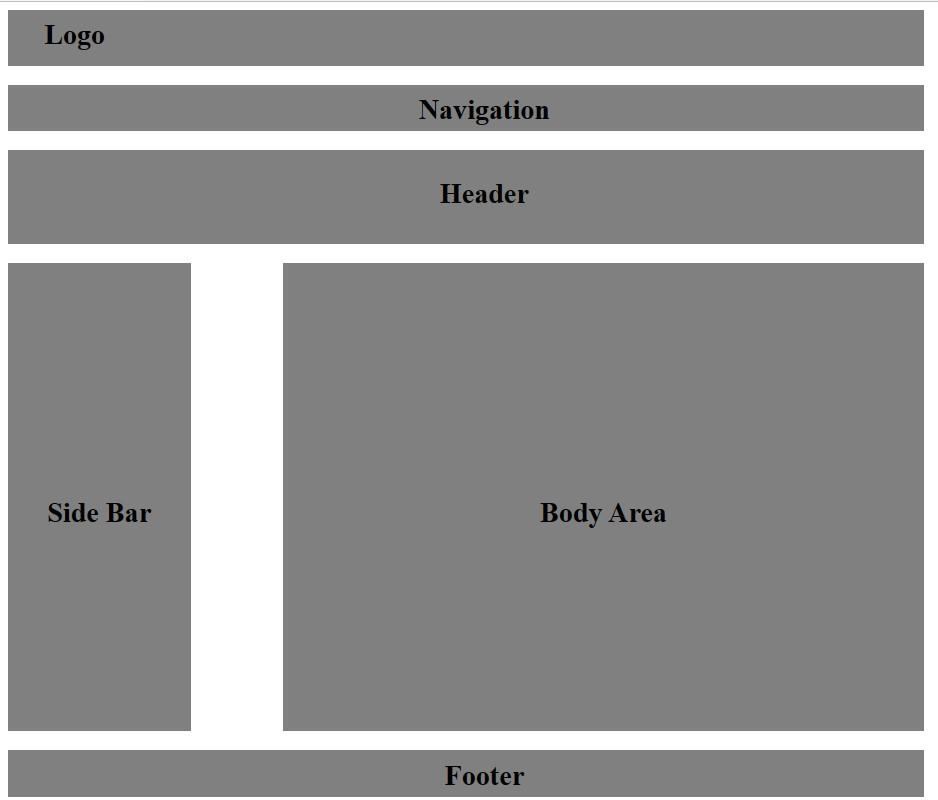 Logo
Navigation
Header
Side Bar
Body Area
Footer